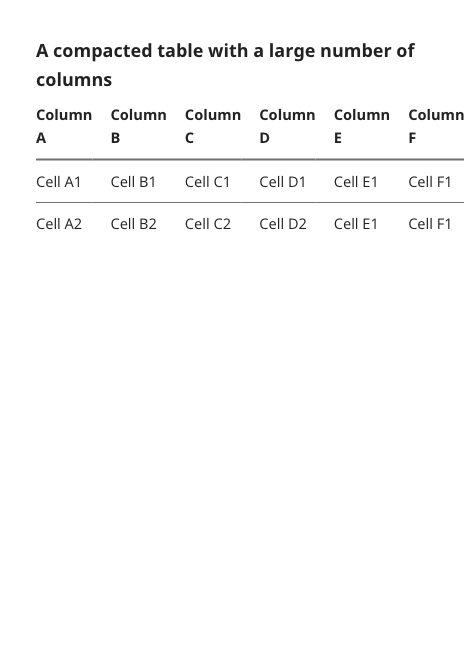 A compacted table with a large number of
columns
Column Column Column Column Column Column
A B C D E F
Cell A1 Cell B1 Cell C1 Cell D1 Cell E1 Cell F1
Cell A2 Cell B2 Cell C2 Cell D2 Cell E1 Cell F1